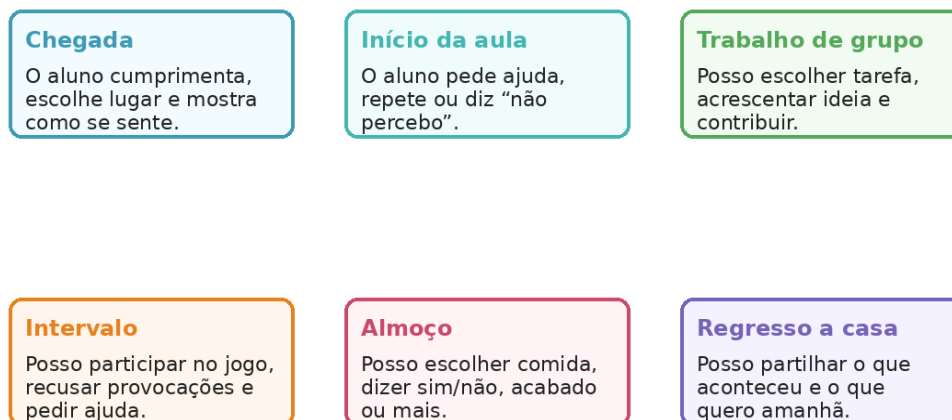 Chegada
O aluno cumprimenta,
escolhe lugar e mostra
como se sente.
Início da aula
O aluno pede ajuda,
repete ou diz “não
percebo”.
Trabalho de grupo
Posso escolher tarefa,
acrescentar ideia e
contribuir.
Intervalo
Posso participar no jogo,
recusar provocações e
pedir ajuda.
Almoço
Posso escolher comida,
dizer sim/não, acabado
ou mais.
Regresso a casa
Posso partilhar o que
aconteceu e o que
quero amanhã.